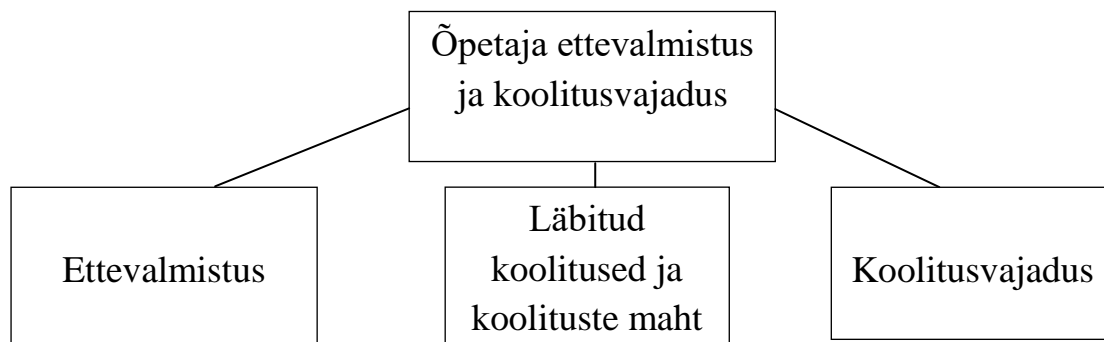 Õpetaja ettevalmistus
ja koolitusvajadus
Ettevalmistus
Läbitud
koolitused ja
koolituste maht
Koolitusvajadus